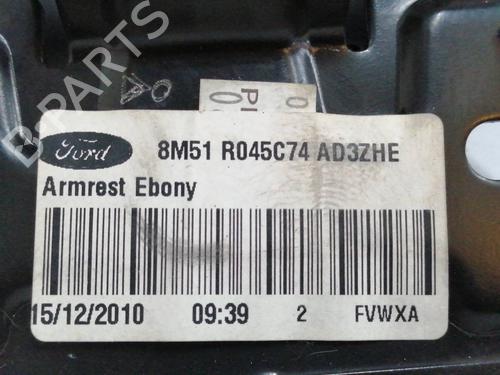 B-PARTS
Ford 8M51 R045C74 AD3ZHE
Armrest Ebony
15/12/2010 09:39 2 FVWXA